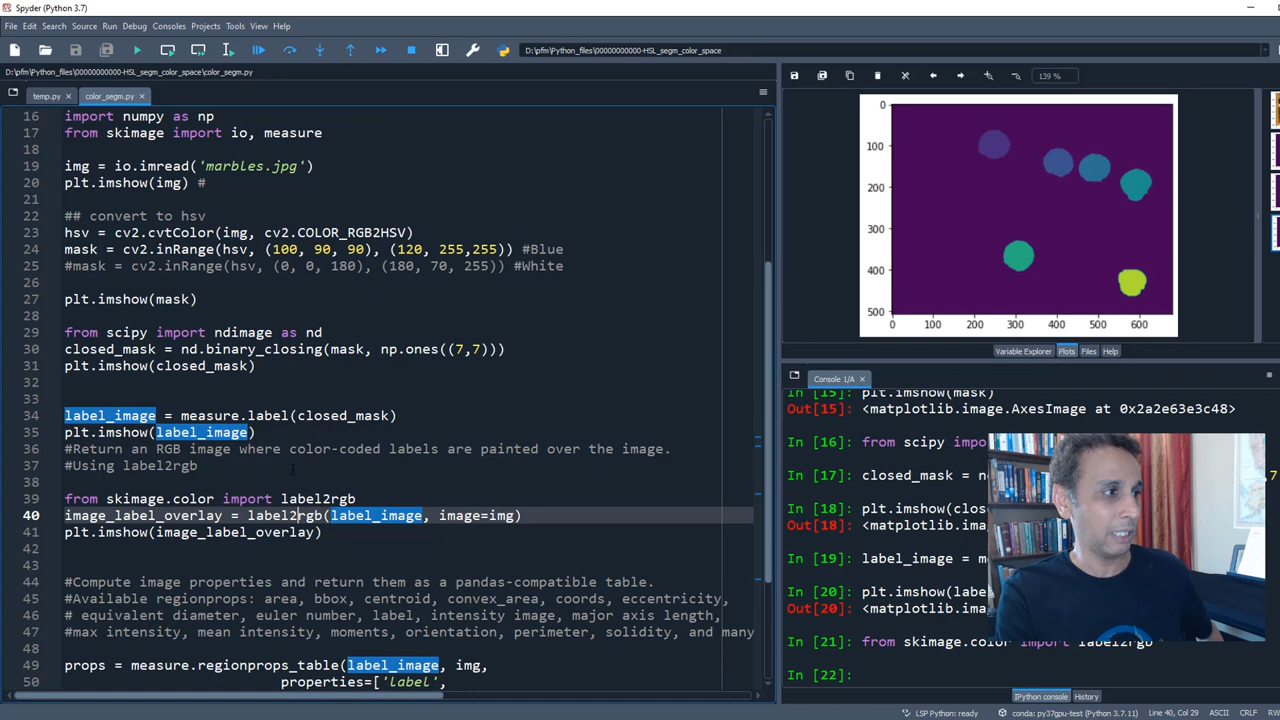 Spyder (Python 3.7)
File Edit Search Source Run Debug Consoles Projects Tools View Help
D:\pfm\Python_files\00000000000-HSL_segm_color_space
D:\pfm\Python_files\00000000000-HSL_segm_color_space\color_segm.py
temp.py color_segm.py
16 import numpy as np
17 from skimage import io, measure
18
19 img = io.imread('marbles.jpg')
20 plt.imshow(img) #
21
22 ## convert to hsv
23 hsv = cv2.cvtColor(img, cv2.COLOR_RGB2HSV)
24 mask = cv2.inRange(hsv, (100, 90, 90), (120, 255,255)) #Blue
25 #mask = cv2.inRange(hsv, (0, 0, 180), (180, 70, 255)) #White
26
27 plt.imshow(mask)
28
29 from scipy import ndimage as nd
30 closed_mask = nd.binary_closing(mask, np.ones((7,7)))
31 plt.imshow(closed_mask)
32
33
34 label_image = measure.label(closed_mask)
35 plt.imshow(label_image)
36 #Return an RGB image where color-coded labels are painted over the image.
37 #Using label2rgb
38
39 from skimage.color import label2rgb
40 image_label_overlay = label2rgb(label_image, image=img)
41 plt.imshow(image_label_overlay)
42
43
44 #Compute image properties and return them as a pandas-compatible table.
45 #Available regionprops: area, bbox, centroid, convex_area, coords, eccentricity,
46 # equivalent diameter, euler number, label, intensity image, major axis length,
47 #max intensity, mean intensity, moments, orientation, perimeter, solidity, and many
48
49 props = measure.regionprops_table(label_image, img,
50 properties=['label',
139 %
0
100
200
300
400
500
0 100 200 300 400 500 600
Variable Explorer Plots Files Help
Console 1/A
In [15]: plt.imshow(mask)
Out[15]: <matplotlib.image.AxesImage at 0x2a2e63e3c48>
In [16]: from scipy impo
In [17]: closed_mask = n 7
In [18]: plt.imshow(clos
Out[18]: <matplotlib.ima
In [19]: label_image = m
In [20]: plt.imshow(labe
Out[20]: <matplotlib.ima
In [21]: from skimage.color import label2rgb
In [22]:
IPython console History
LSP Python: ready conda: py37gpu-test (Python 3.7.11) Line 40, Col 29 ASCII CRLF RW